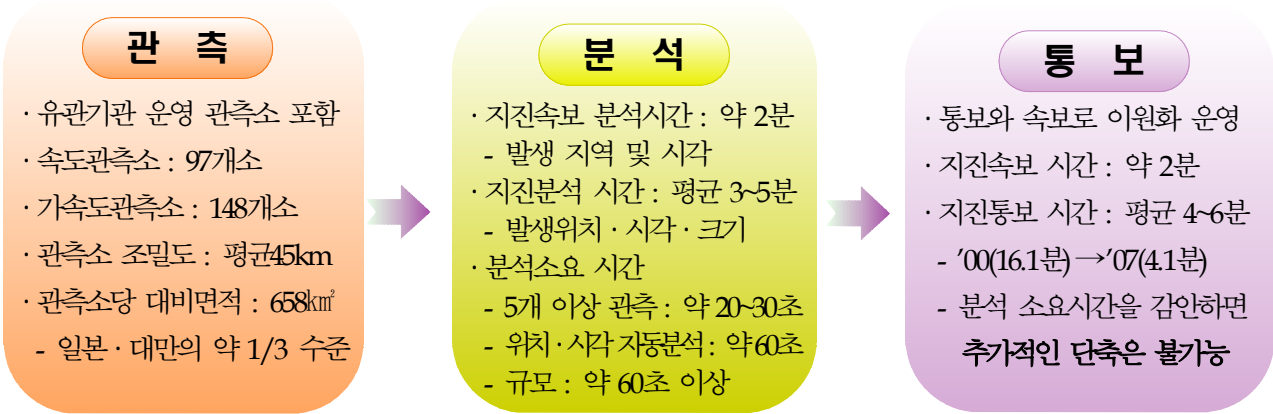 관 측
· 유관기관 운영 관측소 포함
· 속도관측소 : 97개소
· 가속도관측소 : 148개소
· 관측소 조밀도 : 평균45km
· 관측소당 대비면적 : 658㎢
- 일본 · 대만의 약 1/3 수준
분 석
· 지진속보 분석시간 : 약 2분
- 발생 지역 및 시각
· 지진분석 시간 : 평균 3~5분
- 발생위치 · 시각 · 크기
· 분석소요 시간
- 5개 이상 관측 : 약 20~30초
- 위치 · 시각 자동분석 : 약 60초
- 규모 : 약 60초 이상
통 보
· 통보와 속보로 이원화 운영
· 지진속보 시간 : 약 2분
· 지진통보 시간 : 평균 4~6분
- '00(16.1분)→'07(4.1분)
- 분석 소요시간을 감안하면
추가적인 단축은 불가능